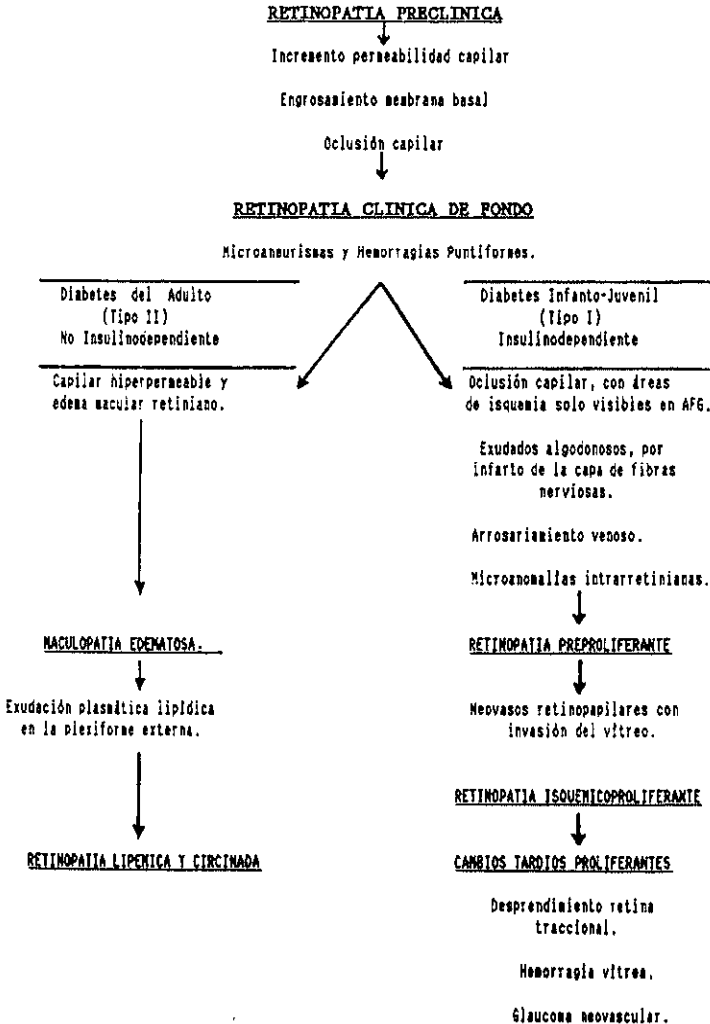 RETINOPATIA PRECLINICA
Incremento permeabilidad capilar
Engrosamiento membrana basal
Oclusión capilar
RETINOPATIA CLINICA DE FONDO
Microaneurismas y Hemorragias Puntiformes.
Diabetes del Adulto
(Tipo II)
No Insulinodependiente
Capilar hiperpermeable y
edema macular retiniano.
MACULOPATIA EDEMATOSA.
Exudación plasmática lipídica
en la plexiforme externa.
RETINOPATIA LIPEMICA Y CIRCINADA
Diabetes Infanto-Juvenil
(Tipo I)
Insulinodependiente
Oclusión capilar, con áreas
de isquemia solo visibles en AFG.
Exudados algodonosos, por
infarto de la capa de fibras
nerviosas.
Arrosariamiento venoso.
Microanomalías intrarretinianas.
RETINOPATIA PREPROLIFERANTE
Neovasos retinopapilares con
invasión del vítreo.
RETINOPATIA ISQUEMICOPROLIFERANTE
CAMBIOS TARDIOS PROLIFERANTES
Desprendimiento retina
traccional.
Hemorragia vítrea.
Glaucoma neovascular.